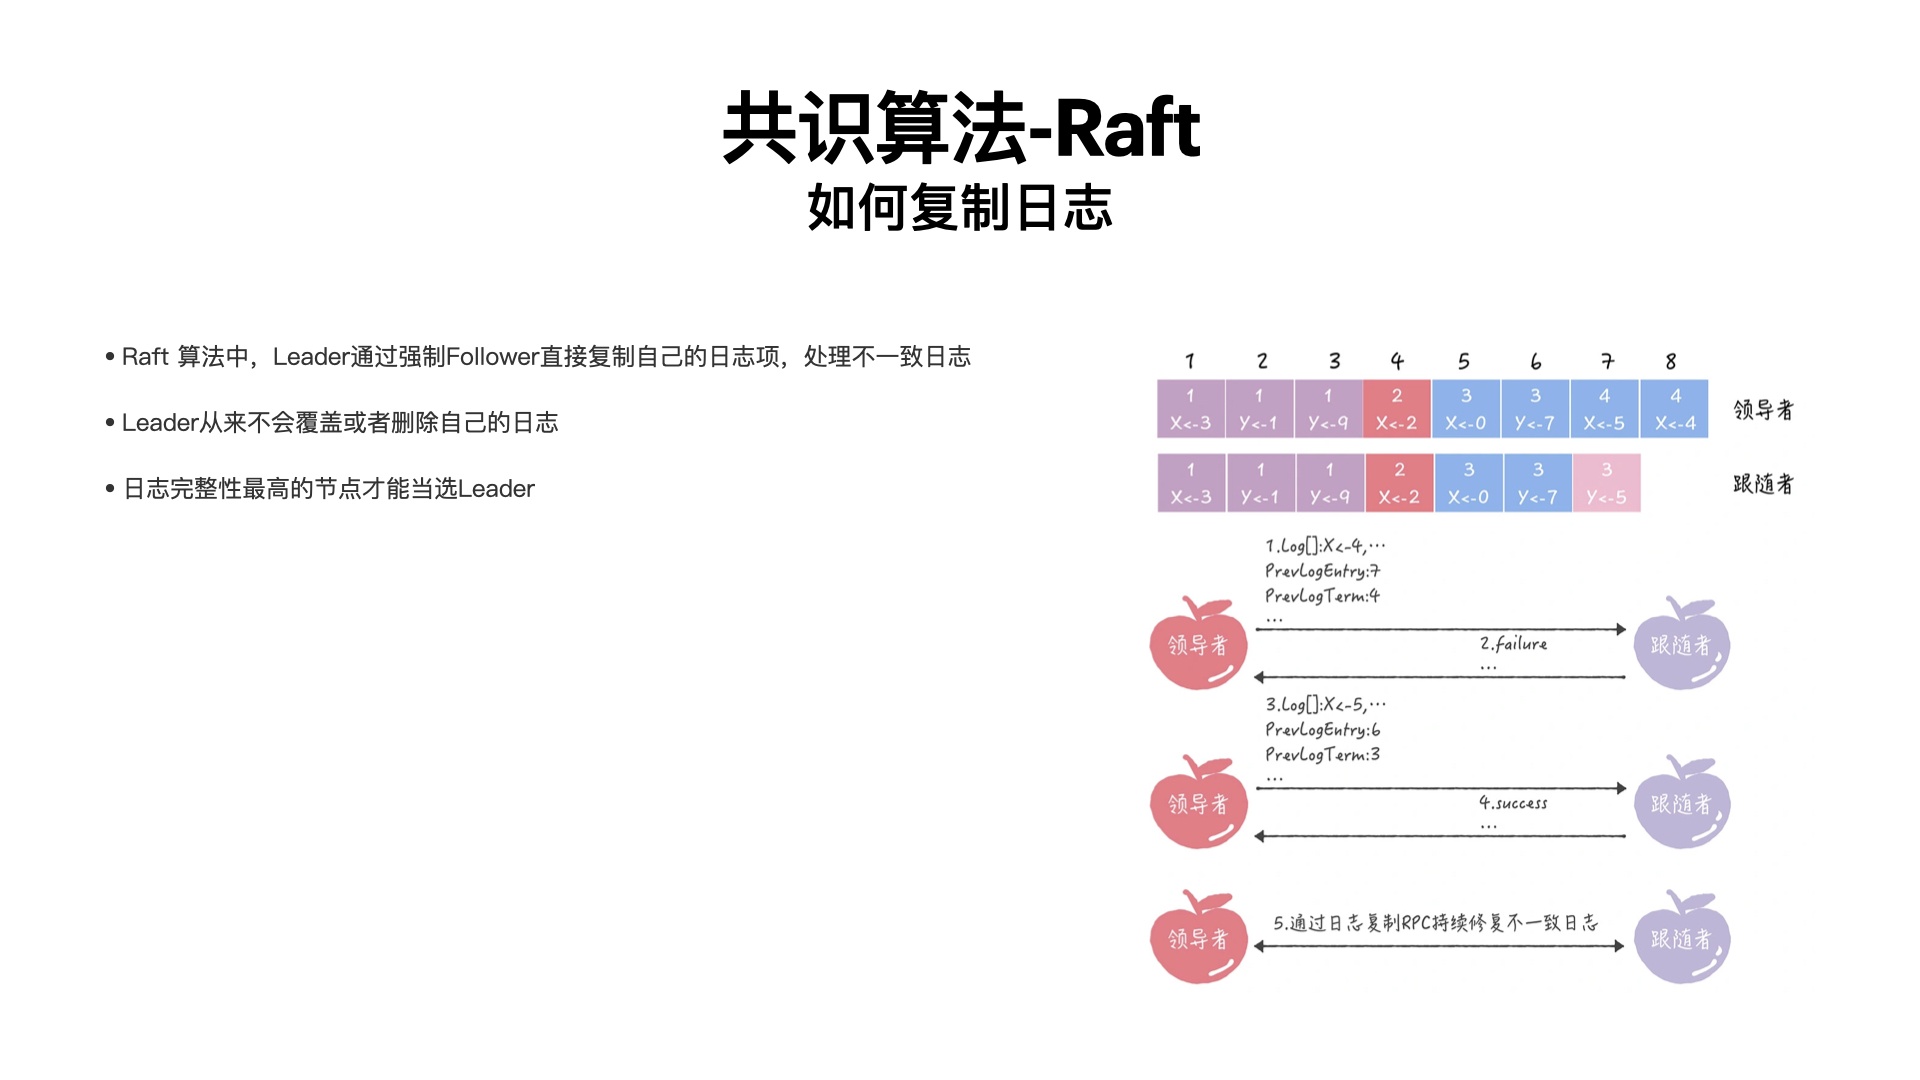 共识算法-Raft
如何复制日志
• Raft 算法中，Leader通过强制Follower直接复制自己的日志项，处理不一致日志
• Leader从来不会覆盖或者删除自己的日志
• 日志完整性最高的节点才能当选Leader
1 2 3 4 5 6 7 8
1 1 1 2 3 3 4 4
X<-3 Y<-1 Y<-9 X<-2 X<-0 Y<-7 X<-5 X<-4
领导者
1 1 1 2 3 3 3
X<-3 Y<-1 Y<-9 X<-2 X<-0 Y<-7 Y<-5
跟随者
1.Log[]:X<-4,…
PrevLogEntry:7
PrevLogTerm:4
…
领导者
2.failure
…
跟随者
3.Log[]:X<-5,…
PrevLogEntry:6
PrevLogTerm:3
…
领导者
4.success
…
跟随者
领导者
5.通过日志复制RPC持续修复不一致日志
跟随者